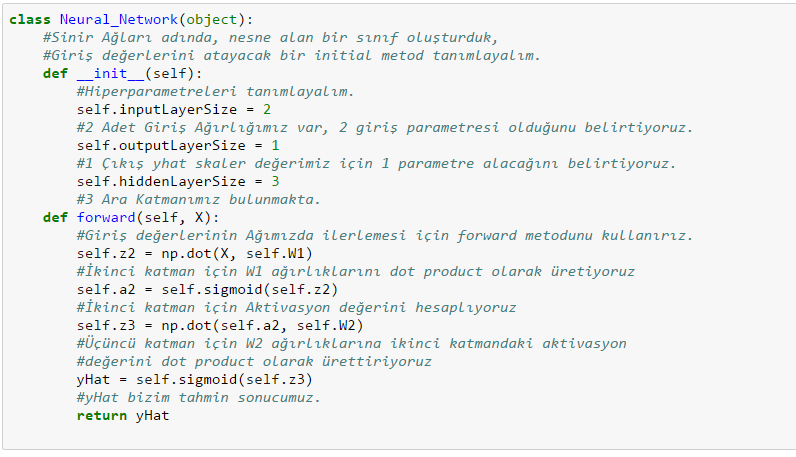 class Neural_Network(object):
    #Sinir Ağları adında, nesne alan bir sınıf oluşturduk,
    #Giriş değerlerini atayacak bir initial metod tanımlayalım.
    def __init__(self):
        #Hiperparametreleri tanımlayalım.
        self.inputLayerSize = 2
        #2 Adet Giriş Ağırlığımız var, 2 giriş parametresi olduğunu belirtiyoruz.
        self.outputLayerSize = 1
        #1 Çıkış yhat skaler değerimiz için 1 parametre alacağını belirtiyoruz.
        self.hiddenLayerSize = 3
        #3 Ara Katmanımız bulunmakta.
    def forward(self, X):
        #Giriş değerlerinin Ağımızda ilerlemesi için forward metodunu kullanırız.
        self.z2 = np.dot(X, self.W1)
        #İkinci katman için W1 ağırlıklarını dot product olarak üretiyoruz
        self.a2 = self.sigmoid(self.z2)
        #İkinci katman için Aktivasyon değerini hesaplıyoruz
        self.z3 = np.dot(self.a2, self.W2)
        #Üçüncü katman için W2 ağırlıklarına ikinci katmandaki aktivasyon
        #değerini dot product olarak ürettiriyoruz
        yHat = self.sigmoid(self.z3)
        #yHat bizim tahmin sonucumuz.
        return yHat